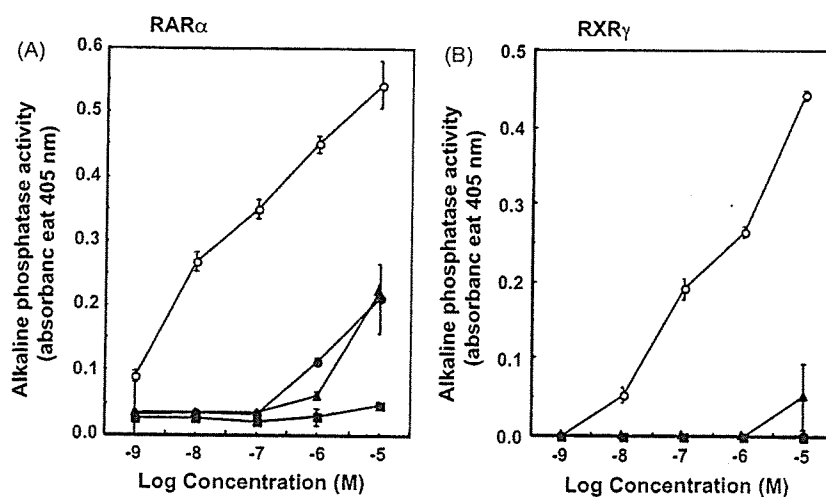 RARα
RXRγ
(A)
(B)
Alkaline phosphatase activity
(absorbanc eat 405 nm)
0.6
0.5
0.4
0.3
0.2
0.1
0.0
-9 -8 -7 -6 -5
Log Concentration (M)
Alkaline phosphatase activity
(absorbanc eat 405 nm)
0.5
0.4
0.3
0.2
0.1
0.0
-9 -8 -7 -6 -5
Log Concentration (M)